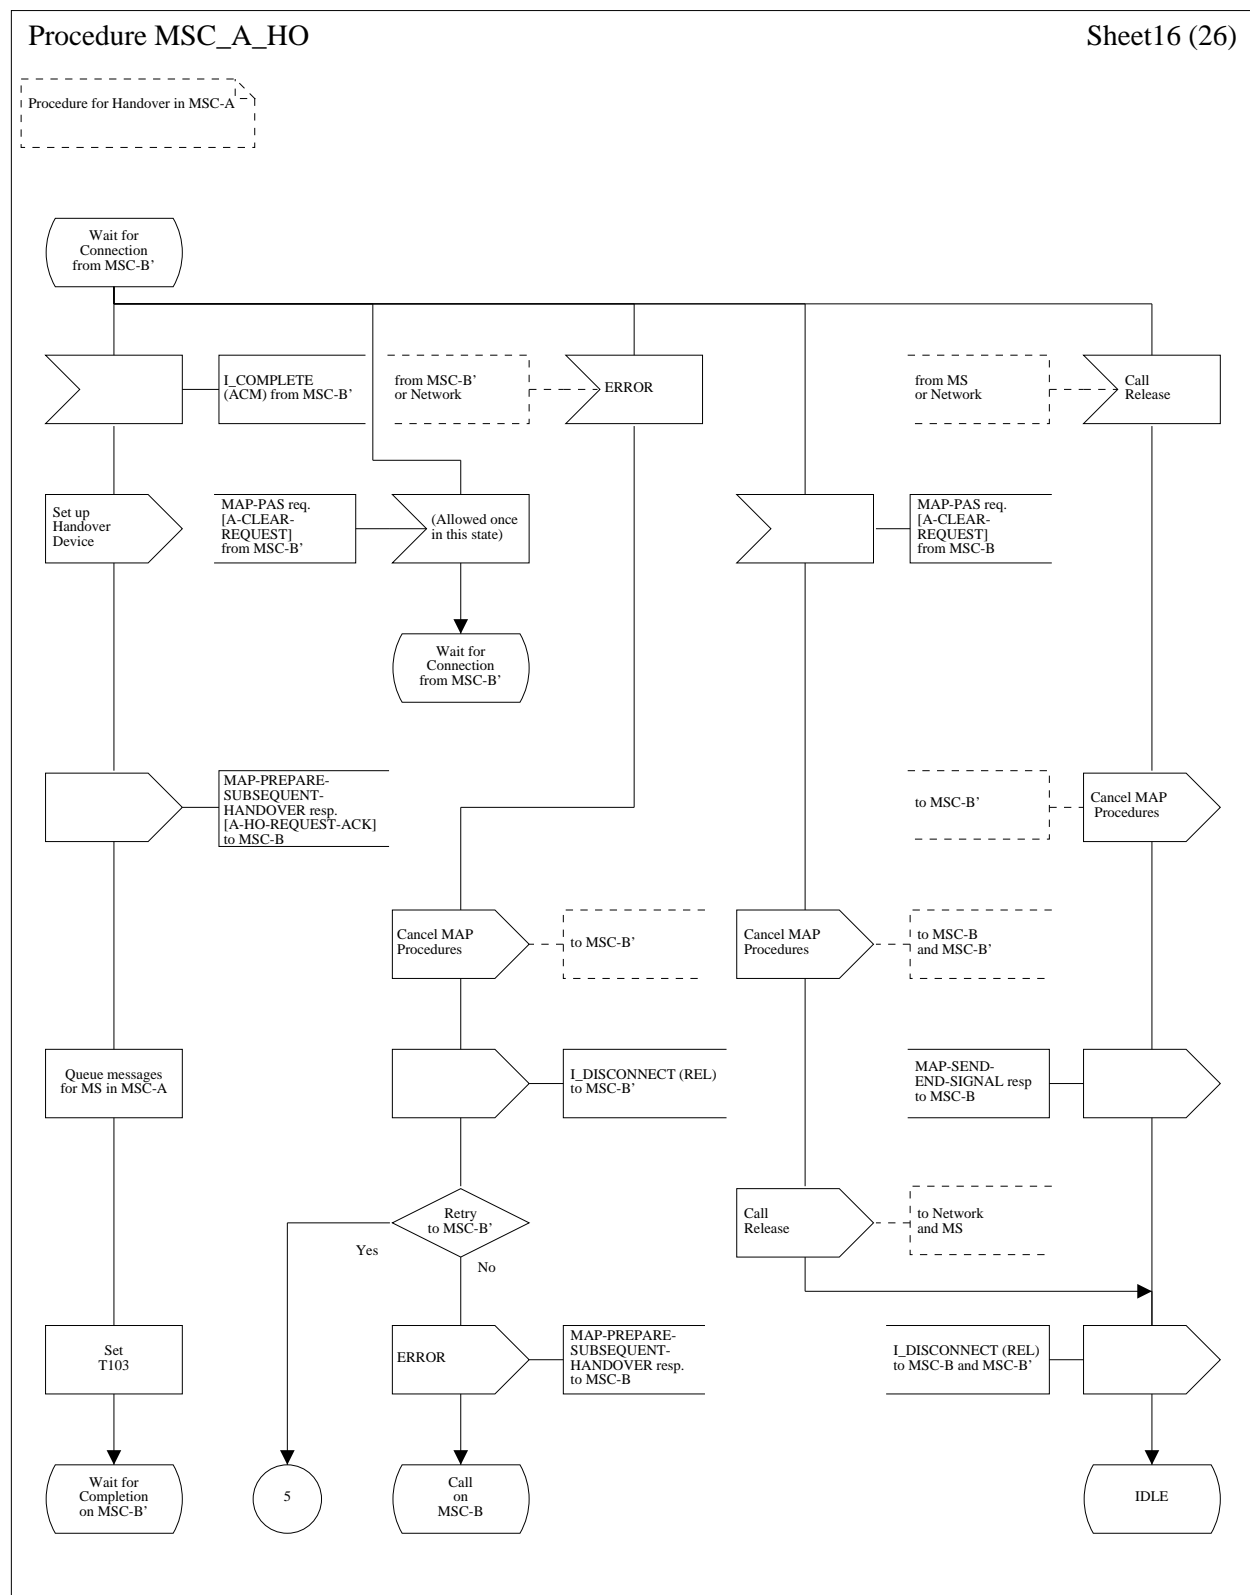 Procedure MSC_A_HO
Sheet16 (26)
Procedure for Handover in MSC-A
Wait for
Connection
from MSC-B’
I_COMPLETE
(ACM) from MSC-B’
from MSC-B’
or Network
ERROR
from MS
or Network
Call
Release
Set up
Handover
Device
MAP-PAS req.
[A-CLEAR-
REQUEST]
from MSC-B’
(Allowed once
in this state)
MAP-PAS req.
[A-CLEAR-
REQUEST]
from MSC-B
Wait for
Connection
from MSC-B’
MAP-PREPARE-
SUBSEQUENT-
HANDOVER resp.
[A-HO-REQUEST-ACK]
to MSC-B
to MSC-B’
Cancel MAP
Procedures
Cancel MAP
Procedures
to MSC-B’
Cancel MAP
Procedures
to MSC-B
and MSC-B’
Queue messages
for MS in MSC-A
I_DISCONNECT (REL)
to MSC-B’
MAP-SEND-
END-SIGNAL resp
to MSC-B
Retry
to MSC-B’
Yes
No
Call
Release
to Network
and MS
Set
T103
ERROR
MAP-PREPARE-
SUBSEQUENT-
HANDOVER resp.
to MSC-B
I_DISCONNECT (REL)
to MSC-B and MSC-B’
Wait for
Completion
on MSC-B’
5
Call
on
MSC-B
IDLE